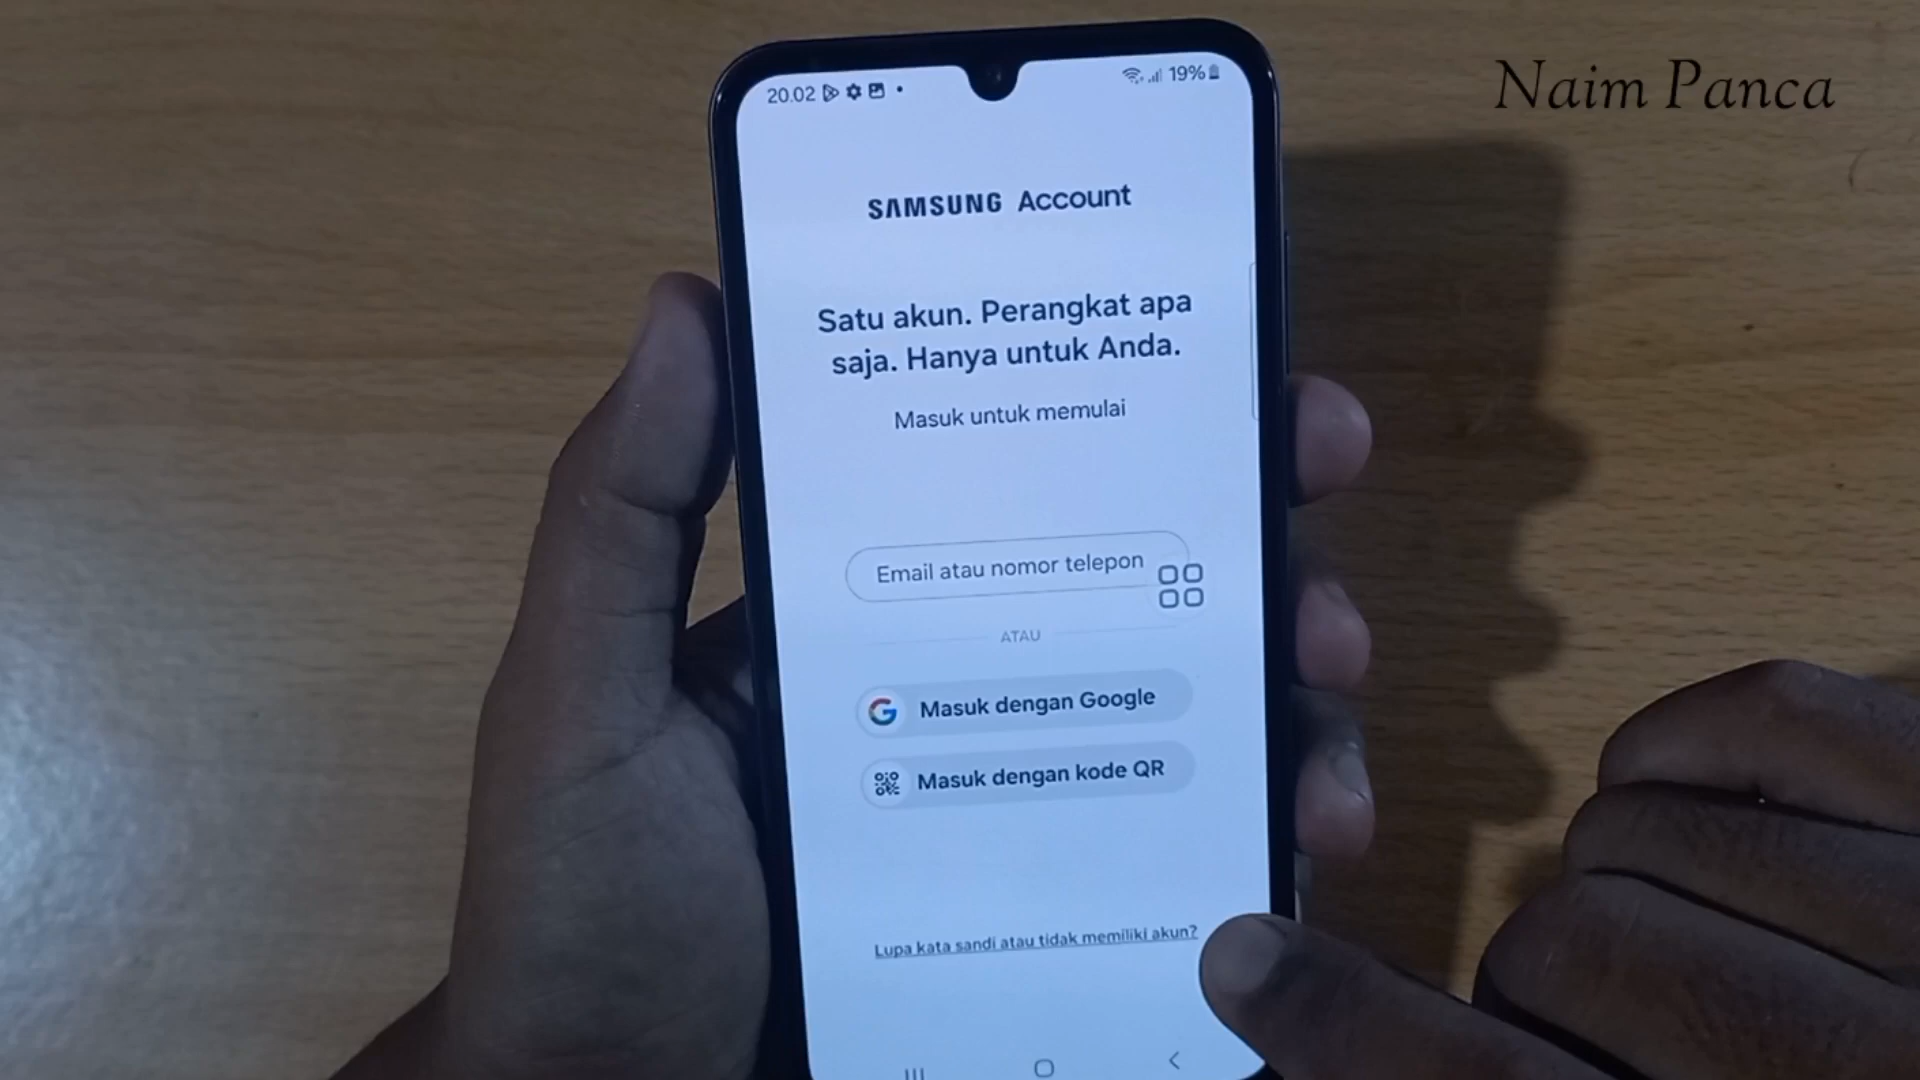 Naim Panca
20.02
19%
SAMSUNG Account
Satu akun. Perangkat apa
saja. Hanya untuk Anda.
Masuk untuk memulai
Email atau nomor telepon
ATAU
Masuk dengan Google
Masuk dengan kode QR
Lupa kata sandi atau tidak memiliki akun?